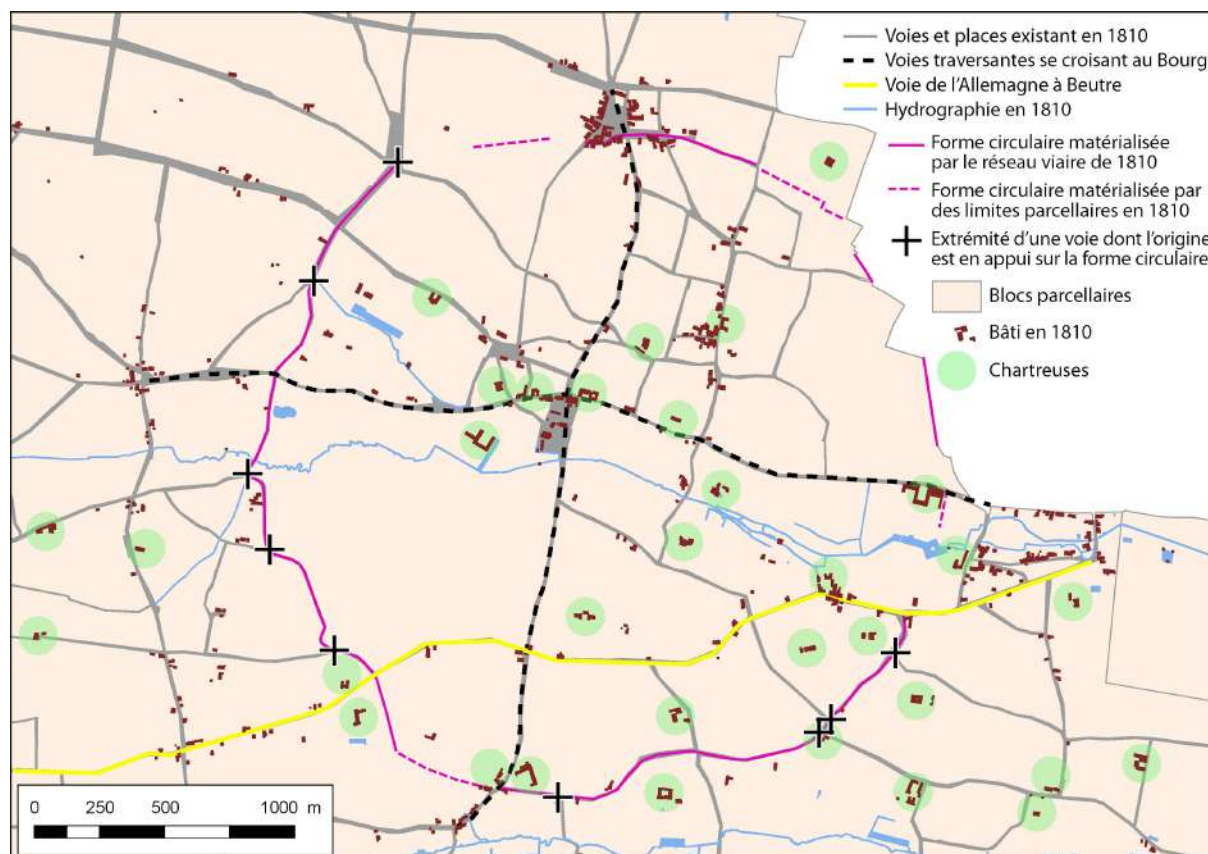 Voies et places existant en 1810
Voies traversantes se croisant au Bourg
Voie de l'Allemagne à Beutre
Hydrographie en 1810
Forme circulaire matérialisée
par le réseau viaire de 1810
Forme circulaire matérialisée par
des limites parcellaires en 1810
Extrémité d'une voie dont l'origine
est en appui sur la forme circulaire
Blocs parcellaires
Bâti en 1810
Chartreuses
0 250 500 1000 m